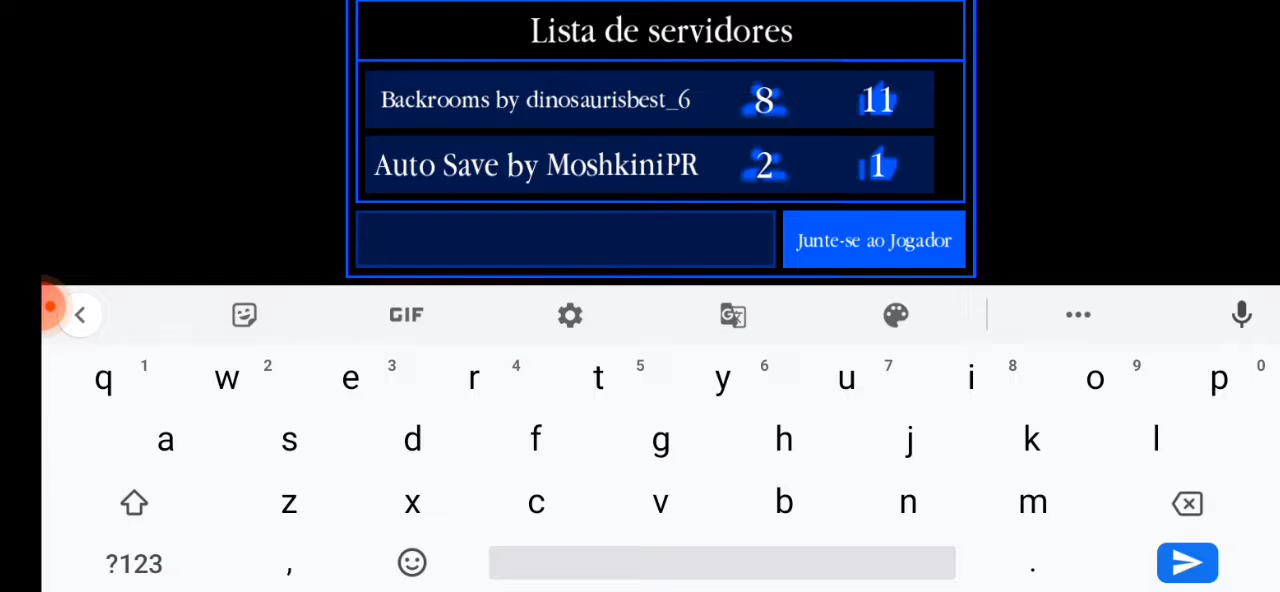 Lista de servidores
Backrooms by dinosaurisbest_6 8 11
Auto Save by MoshkiniPR 2 1
Junte-se ao Jogador
GIF
q 1 w 2 e 3 r 4 t 5 y 6 u 7 i 8 o 9 p 0
a s d f g h j k l
z x c v b n m
?123 , .